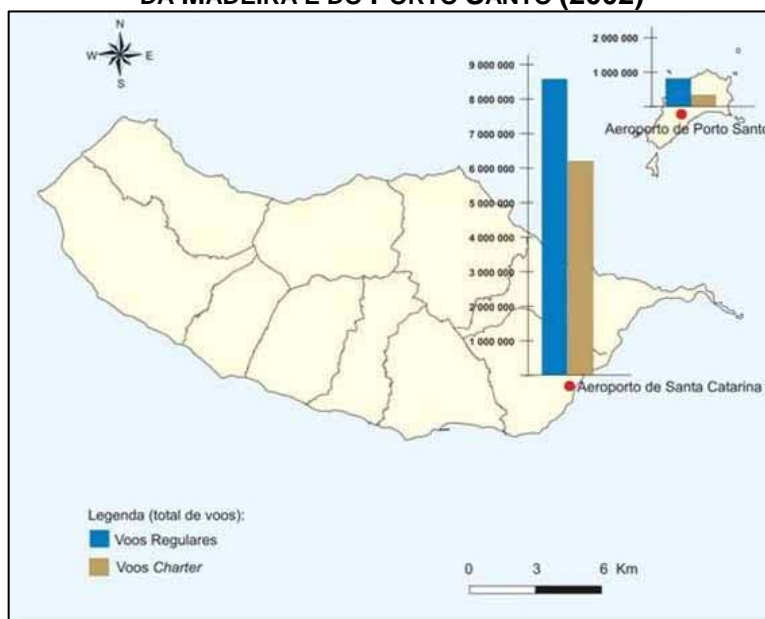 DA MADEIRA E DO PORTO SANTO (2002)
N
W E
S
2 000 000
1 000 000
Aeroporto de Porto Santo
9 000 000
8 000 000
7 000 000
6 000 000
5 000 000
4 000 000
3 000 000
2 000 000
1 000 000
Aeroporto de Santa Catarina
Legenda (total de voos):
Voos Regulares
Voos Charter
0 3 6 Km